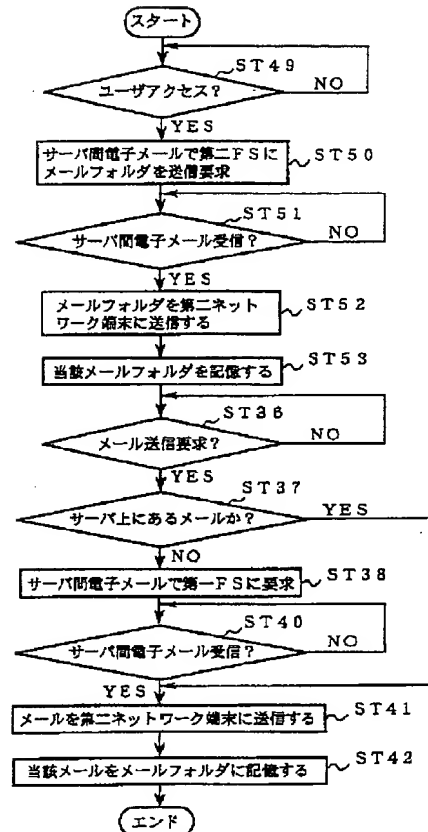 スタート
ST49
ユーザアクセス?
NO
YES
サーバ間電子メールで第二FSに
メールフォルダを送信要求
ST50
ST51
サーバ間電子メール受信?
NO
YES
メールフォルダを第二ネット
ワーク端末に送信する
ST52
ST53
当該メールフォルダを記憶する
ST36
メール送信要求?
NO
YES
ST37
サーバ上にあるメールか?
YES
NO
サーバ間電子メールで第一FSに要求
ST38
ST40
サーバ間電子メール受信?
NO
YES
メールを第二ネットワーク端末に送信する
ST41
当該メールをメールフォルダに記憶する
ST42
エンド